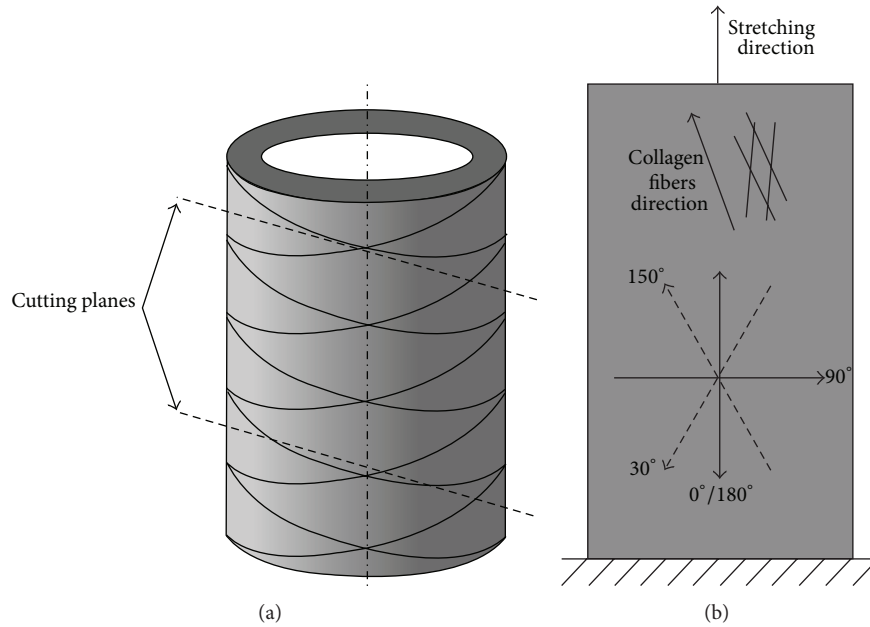 Cutting planes
(a)
Stretching
direction
Collagen
fibers
direction
150°
90°
30°
0°/180°
(b)